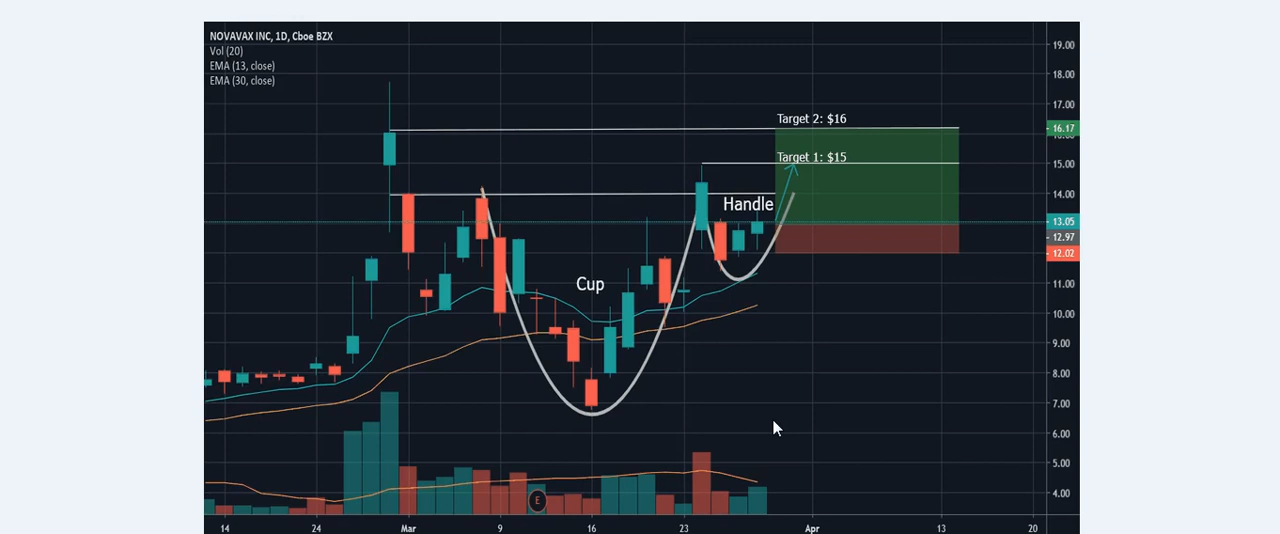 NOVAVAX INC, 1D, Cboe BZX
Vol (20)
EMA (13, close)
EMA (30, close)
19.00
18.00
17.00
Target 2: $16
16.17
Target 1: $15
15.00
14.00
Handle
13.05
12.97
12.02
Cup
11.00
10.00
9.00
8.00
7.00
6.00
5.00
4.00
E
14 24 Mar 9 16 23 Apr 13 20